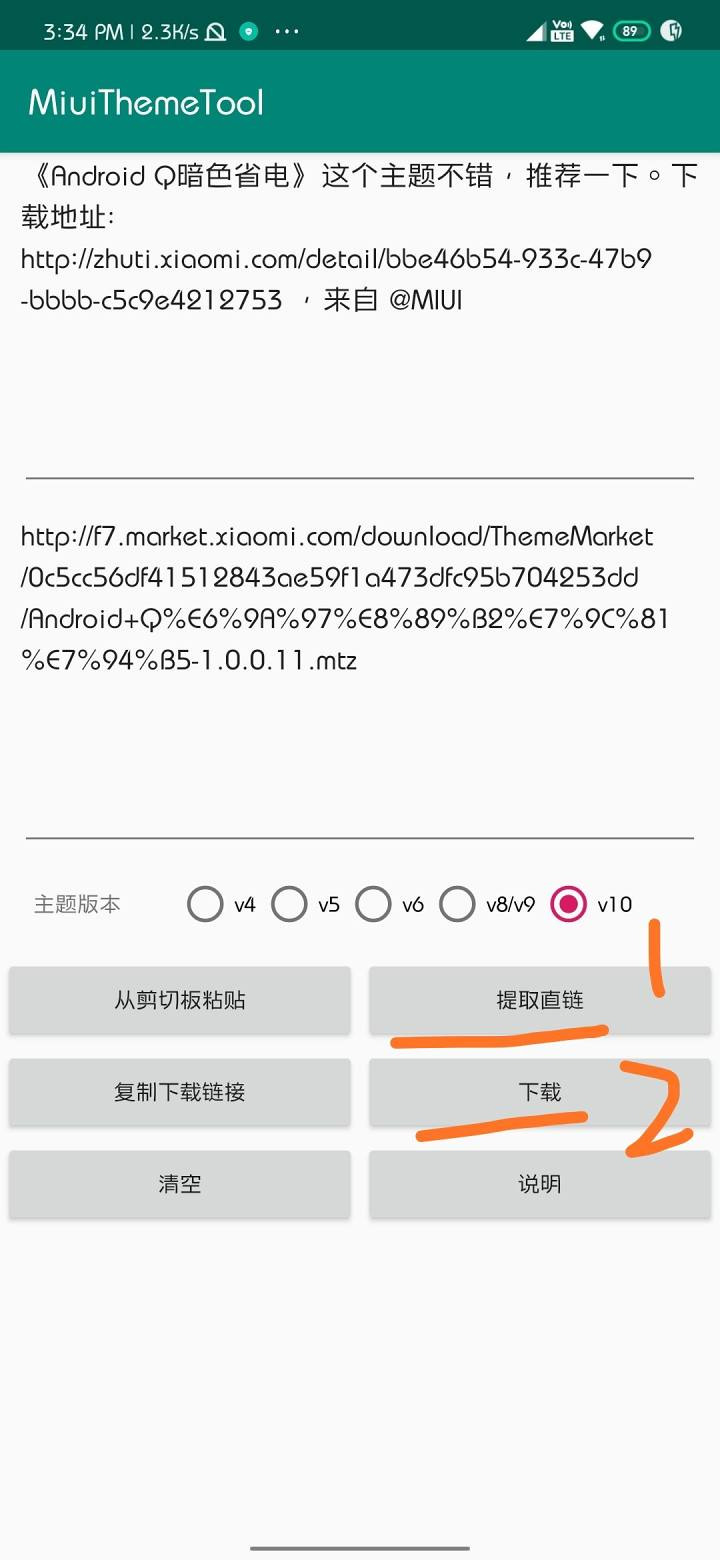 3:34 PM | 2.3K/s ...
Vo)) LTE 89
MiuiThemeTool
《Android Q暗色省电》这个主题不错，推荐一下。下
载地址:
http://zhuti.xiaomi.com/detail/bbe46b54-933c-47b9
-bbbb-c5c9e4212753 ，来自 @MIUI
http://f7.market.xiaomi.com/download/ThemeMarket
/0c5cc56df41512843ae59f1a473dfc95b704253dd
/Android+Q%E6%9A%97%E8%89%B2%E7%9C%81
%E7%94%B5-1.0.0.11.mtz
主题版本 v4 v5 v6 v8/v9 v10
1
从剪切板粘贴 提取直链
复制下载链接 下载 2
清空 说明